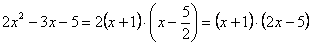 2x² − 3x − 5 = 2(x + 1) · (x − 5/2) = (x + 1) · (2x − 5)